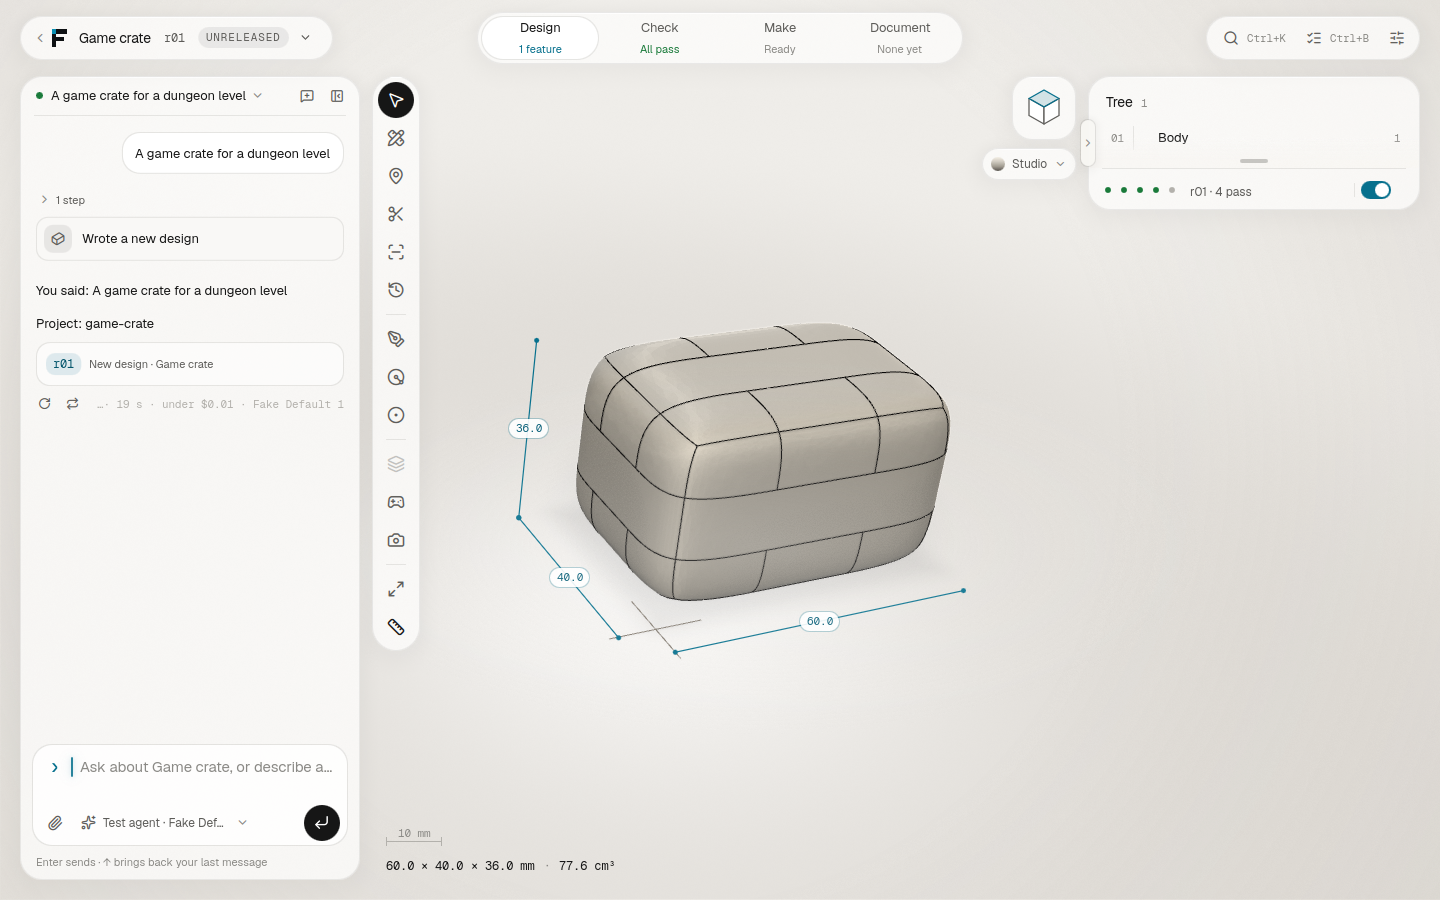 Game crate r01 UNRELEASED
Design
1 feature
Check
All pass
Make
Ready
Document
None yet
Ctrl+K
Ctrl+B
A game crate for a dungeon level
A game crate for a dungeon level
1 step
Wrote a new design
You said: A game crate for a dungeon level
Project: game-crate
r01 New design · Game crate
…· 19 s · under $0.01 · Fake Default 1
Ask about Game crate, or describe a...
Test agent · Fake Def...
Enter sends · ↑ brings back your last message
Studio
Tree 1
01 Body 1
r01 · 4 pass
36.0
40.0
60.0
10 mm
60.0 × 40.0 × 36.0 mm · 77.6 cm³